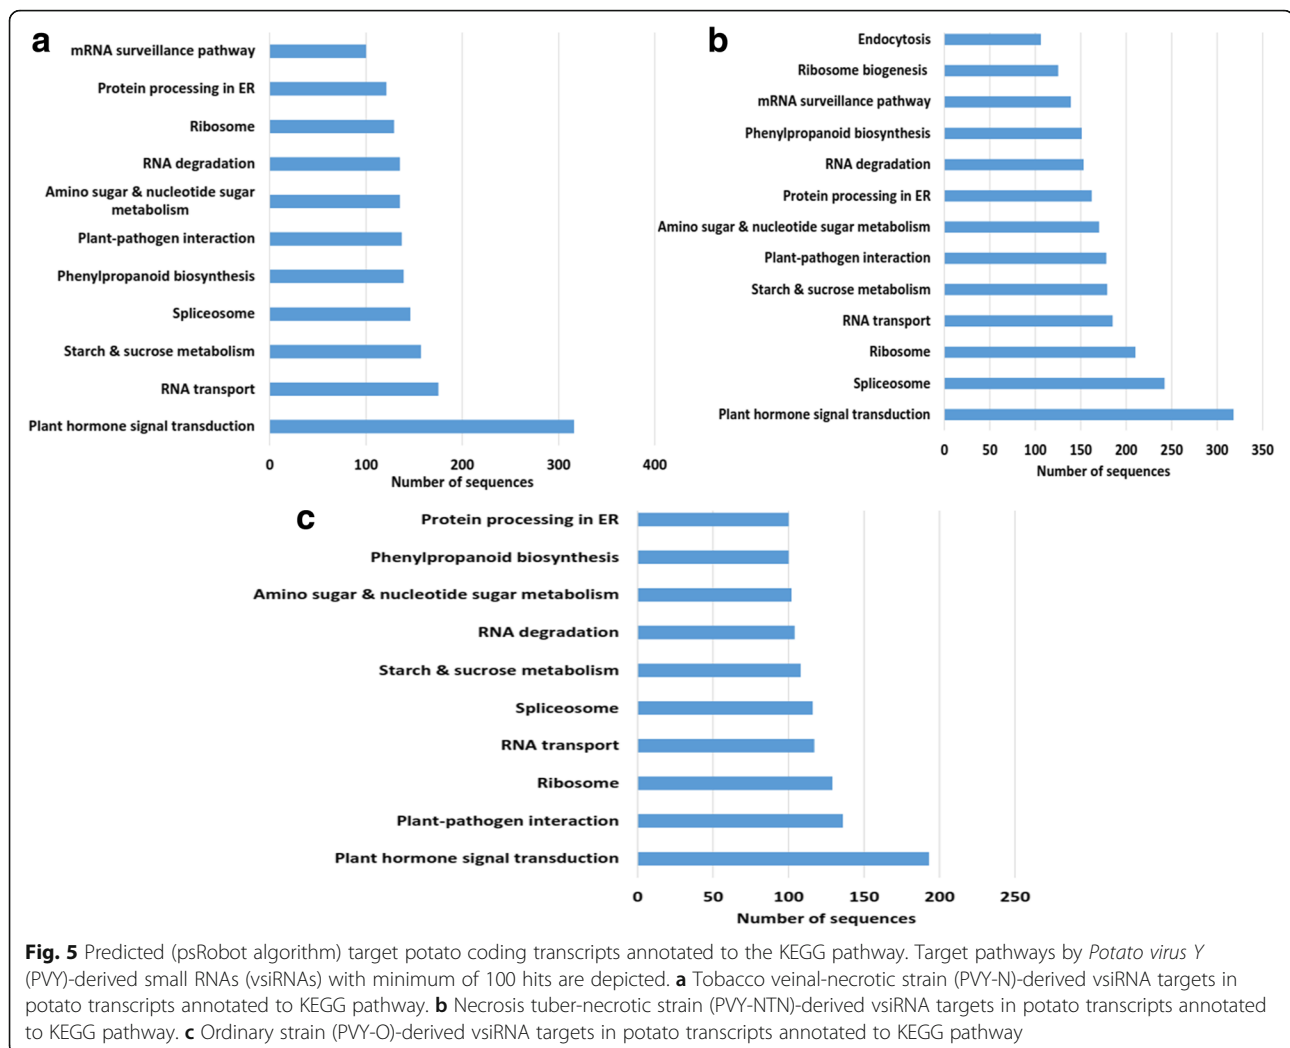 a
mRNA surveillance pathway
Protein processing in ER
Ribosome
RNA degradation
Amino sugar & nucleotide sugar
metabolism
Plant-pathogen interaction
Phenylpropanoid biosynthesis
Spliceosome
Starch & sucrose metabolism
RNA transport
Plant hormone signal transduction
0 100 200 300 400
Number of sequences
b
Endocytosis
Ribosome biogenesis
mRNA surveillance pathway
Phenylpropanoid biosynthesis
RNA degradation
Protein processing in ER
Amino sugar & nucleotide sugar metabolism
Plant-pathogen interaction
Starch & sucrose metabolism
RNA transport
Ribosome
Spliceosome
Plant hormone signal transduction
0 50 100 150 200 250 300 350
Number of sequences
c
Protein processing in ER
Phenylpropanoid biosynthesis
Amino sugar & nucleotide sugar metabolism
RNA degradation
Starch & sucrose metabolism
Spliceosome
RNA transport
Ribosome
Plant-pathogen interaction
Plant hormone signal transduction
0 50 100 150 200 250
Number of sequences
Fig. 5 Predicted (psRobot algorithm) target potato coding transcripts annotated to the KEGG pathway. Target pathways by Potato virus Y
(PVY)-derived small RNAs (vsiRNAs) with minimum of 100 hits are depicted. a Tobacco veinal-necrotic strain (PVY-N)-derived vsiRNA targets in
potato transcripts annotated to KEGG pathway. b Necrosis tuber-necrotic strain (PVY-NTN)-derived vsiRNA targets in potato transcripts annotated
to KEGG pathway. c Ordinary strain (PVY-O)-derived vsiRNA targets in potato transcripts annotated to KEGG pathway